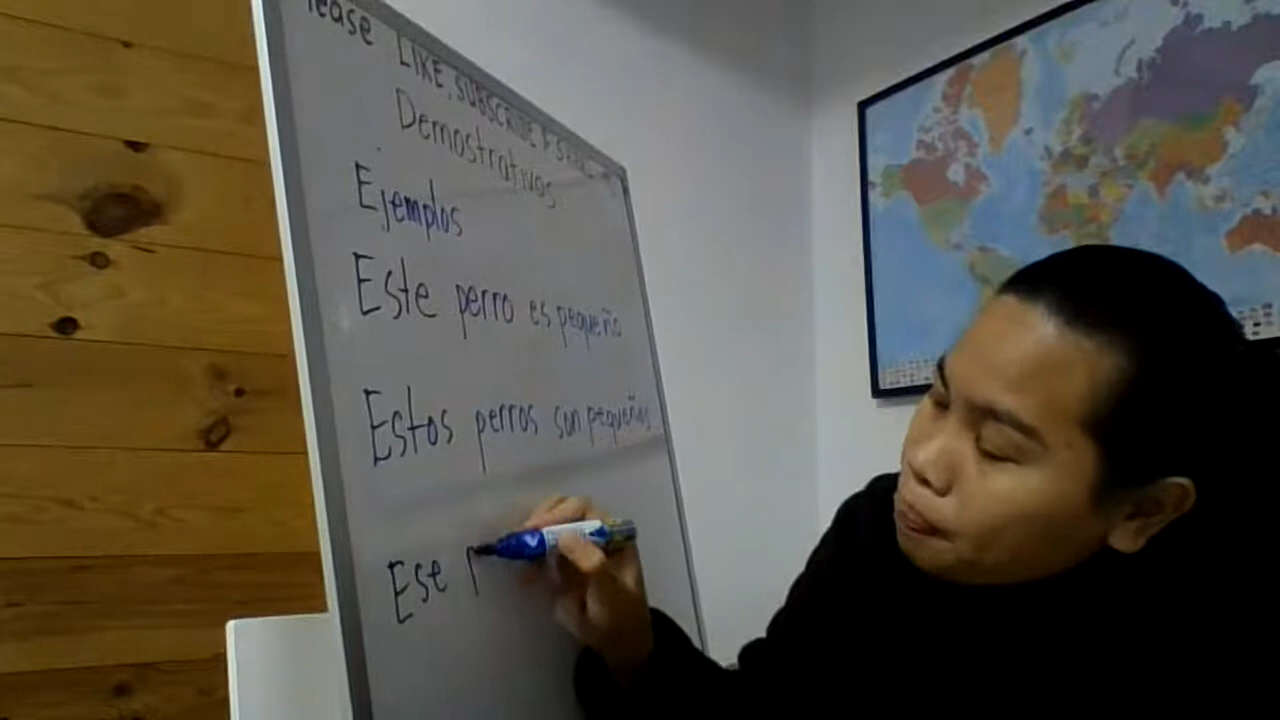 lease LIKE, SUBSCRIBE &
Demostrativos
Ejemplos
Este perro es pequeño
Estos perros son pequeños
Ese p